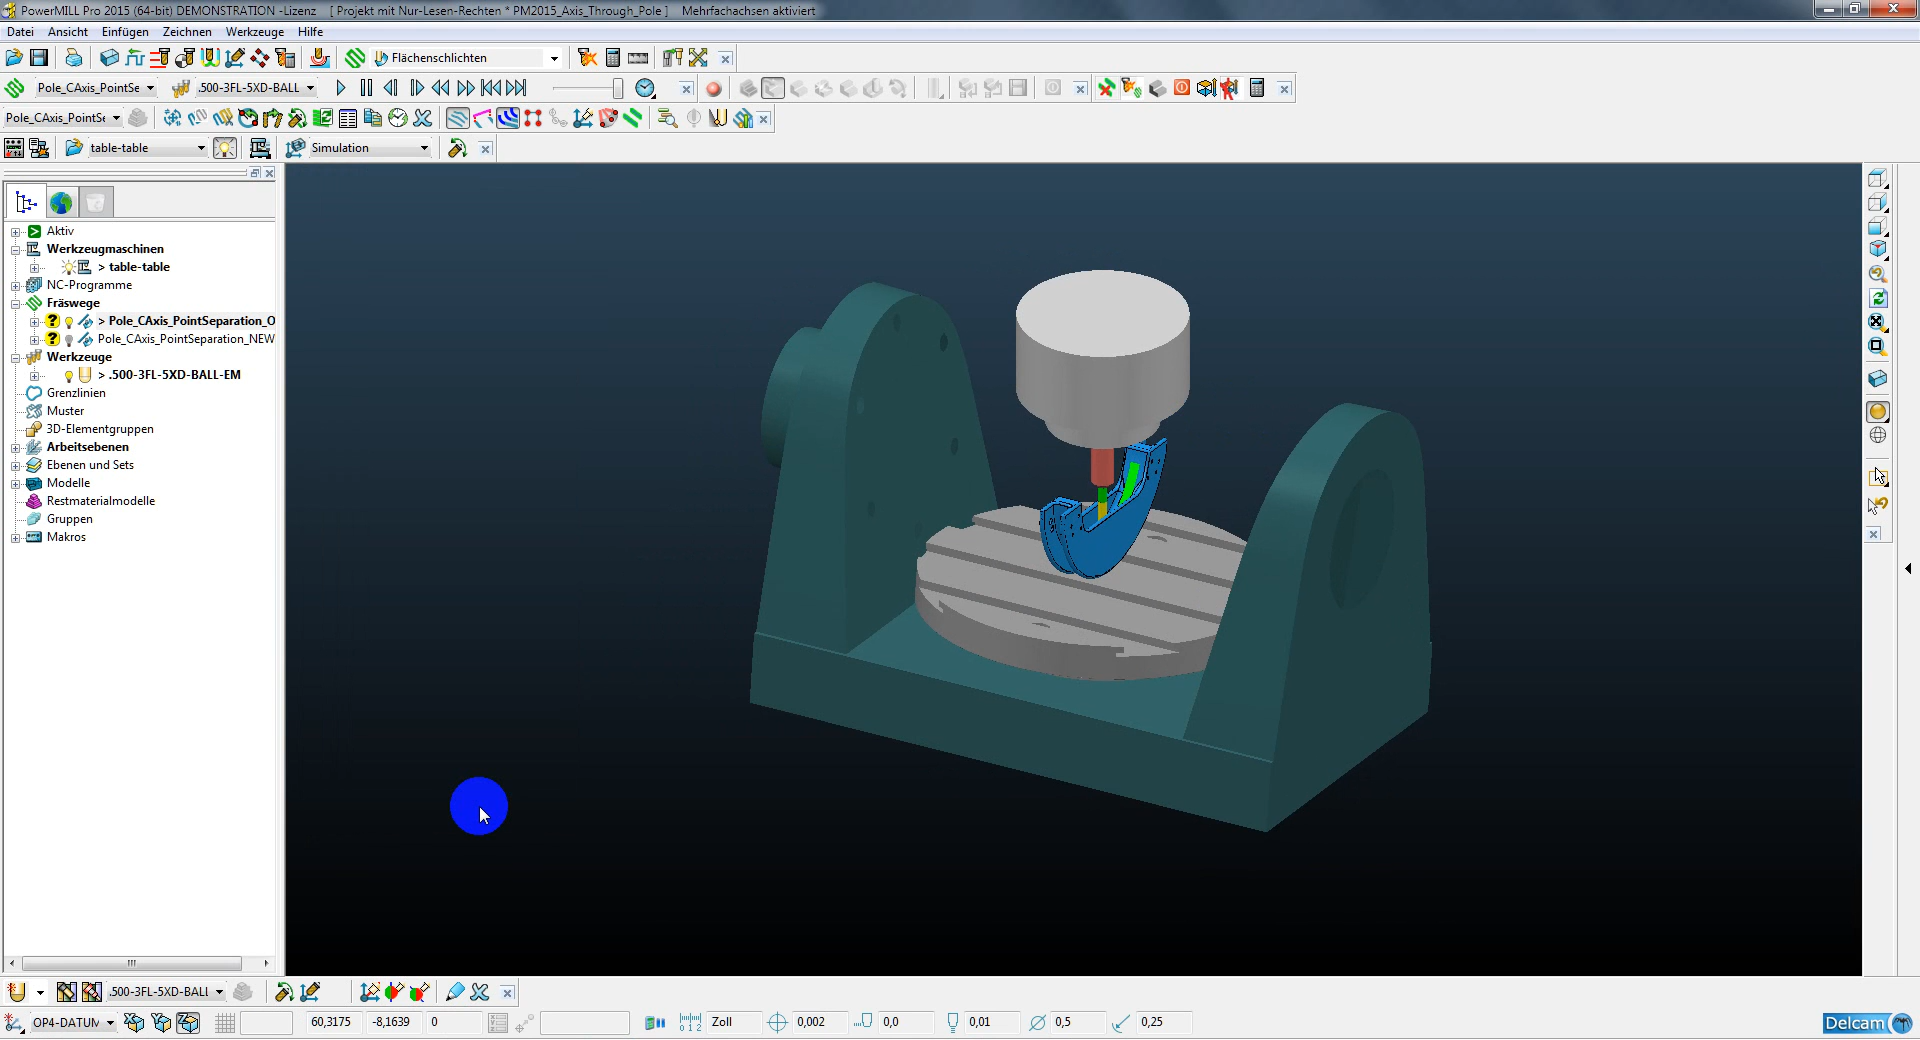 PowerMILL Pro 2015 (64-bit) DEMONSTRATION -Lizenz [ Projekt mit Nur-Lesen-Rechten * PM2015_Axis_Through_Pole ] Mehrfachachsen aktiviert
Datei Ansicht Einfügen Zeichnen Werkzeuge Hilfe
Flächenschlichten
Pole_CAxis_PointSe .500-3FL-5XD-BALL
Pole_CAxis_PointSe
table-table Simulation
Aktiv
Werkzeugmaschinen
> table-table
NC-Programme
Fräswege
> Pole_CAxis_PointSeparation_O
Pole_CAxis_PointSeparation_NEW
Werkzeuge
> .500-3FL-5XD-BALL-EM
Grenzlinien
Muster
3D-Elementgruppen
Arbeitsebenen
Ebenen und Sets
Modelle
Restmaterialmodelle
Gruppen
Makros
.500-3FL-5XD-BALL
OP4-DATUM 60,3175 -8,1639 0 Zoll 0,002 0,0 0,01 0,5 0,25
Delcam